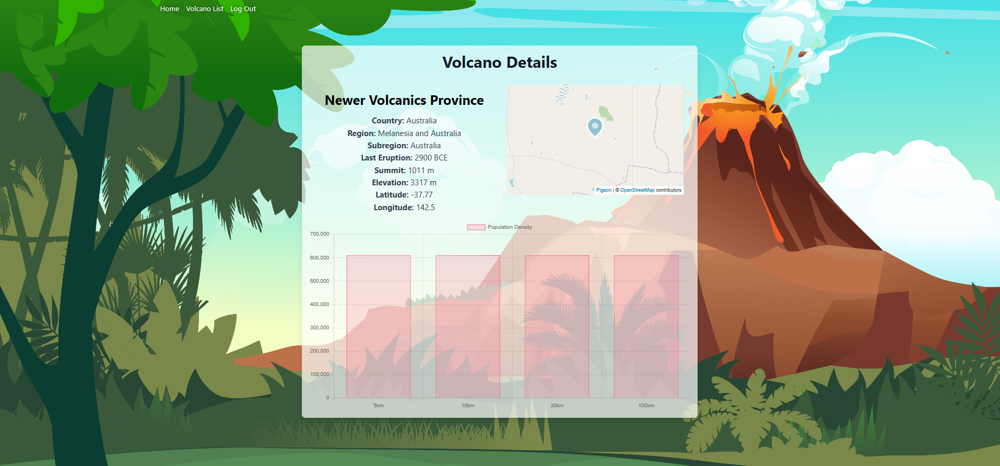 Home Volcano List Log Out
Volcano Details
Newer Volcanics Province
Country: Australia
Region: Melanesia and Australia
Subregion: Australia
Last Eruption: 2900 BCE
Summit: 1011 m
Elevation: 3317 m
Latitude: -37.77
Longitude: 142.5
Pigeon | © OpenStreetMap contributors
Population Density
700,000
600,000
500,000
400,000
300,000
200,000
100,000
0
5km 10km 30km 100km